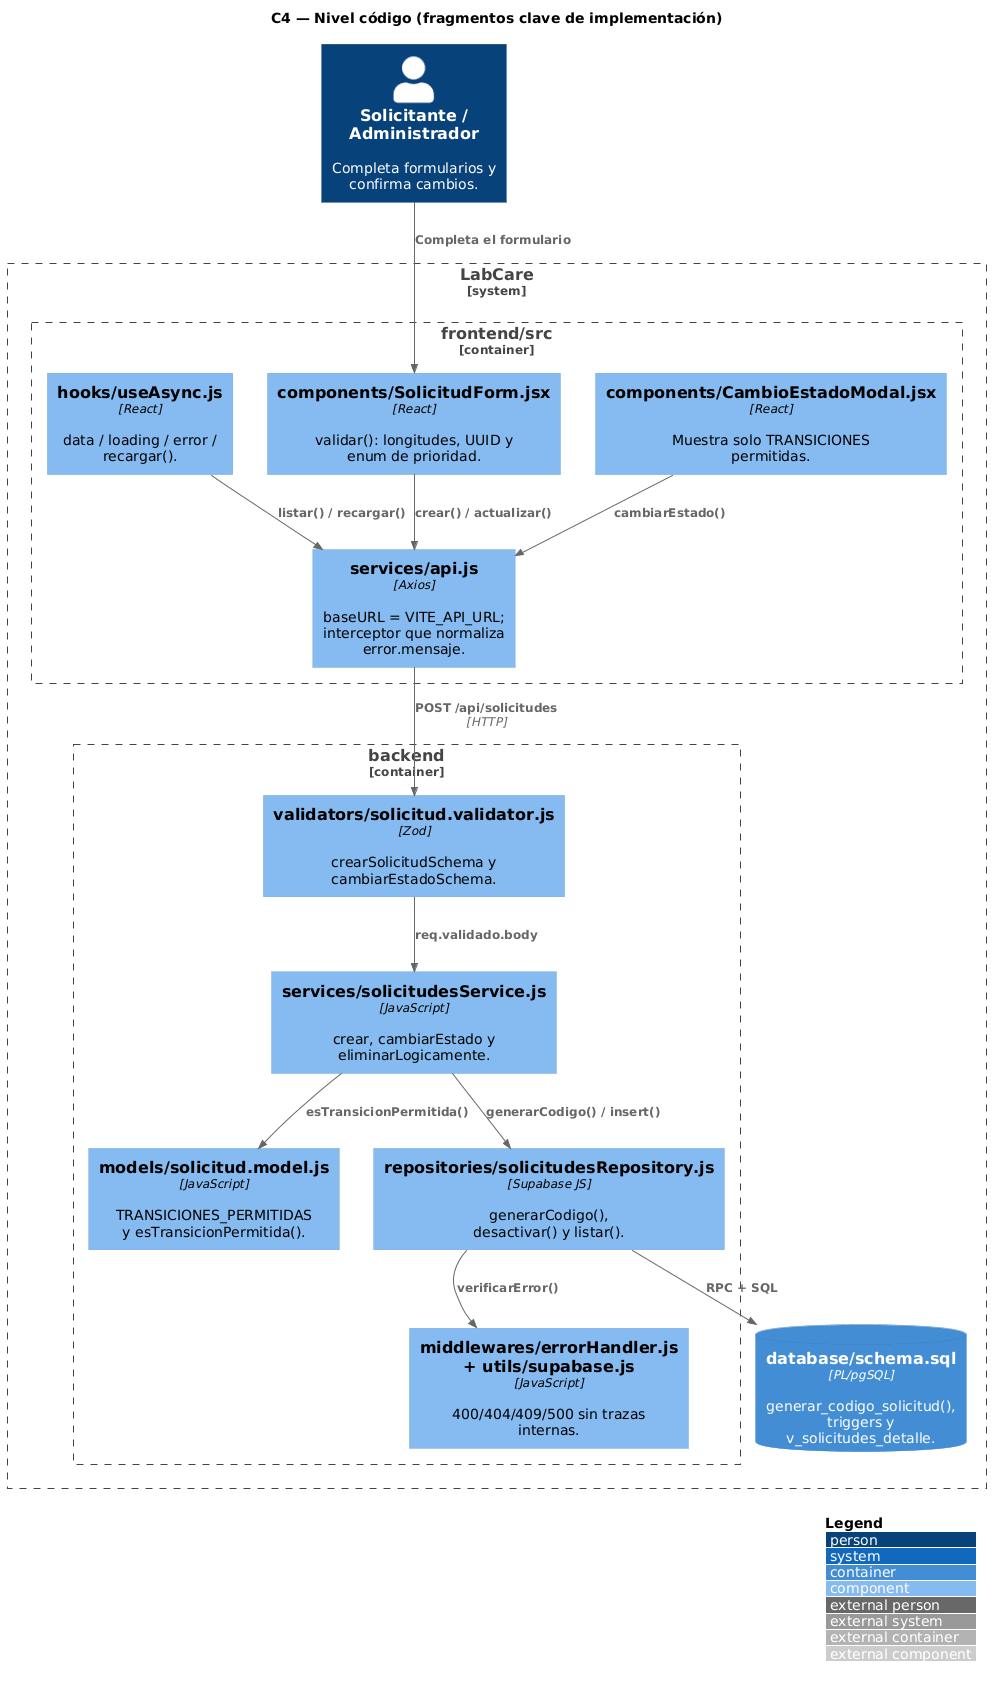 C4 — Nivel código (fragmentos clave de implementación)
Solicitante /
Administrador
Completa formularios y
confirma cambios.
Completa el formulario
LabCare
[system]
frontend/src
[container]
hooks/useAsync.js
[React]
data / loading / error /
recargar().
components/SolicitudForm.jsx
[React]
validar(): longitudes, UUID y
enum de prioridad.
components/CambioEstadoModal.jsx
[React]
Muestra solo TRANSICIONES
permitidas.
listar() / recargar()
crear() / actualizar()
cambiarEstado()
services/api.js
[Axios]
baseURL = VITE_API_URL;
interceptor que normaliza
error.mensaje.
POST /api/solicitudes
[HTTP]
backend
[container]
validators/solicitud.validator.js
[Zod]
crearSolicitudSchema y
cambiarEstadoSchema.
req.validado.body
services/solicitudesService.js
[JavaScript]
crear, cambiarEstado y
eliminarLogicamente.
esTransicionPermitida()
generarCodigo() / insert()
models/solicitud.model.js
[JavaScript]
TRANSICIONES_PERMITIDAS
y esTransicionPermitida().
repositories/solicitudesRepository.js
[Supabase JS]
generarCodigo(),
desactivar() y listar().
verificarError()
RPC + SQL
middlewares/errorHandler.js
+ utils/supabase.js
[JavaScript]
400/404/409/500 sin trazas
internas.
database/schema.sql
[PL/pgSQL]
generar_codigo_solicitud(),
triggers y
v_solicitudes_detalle.
Legend
person
system
container
component
external person
external system
external container
external component